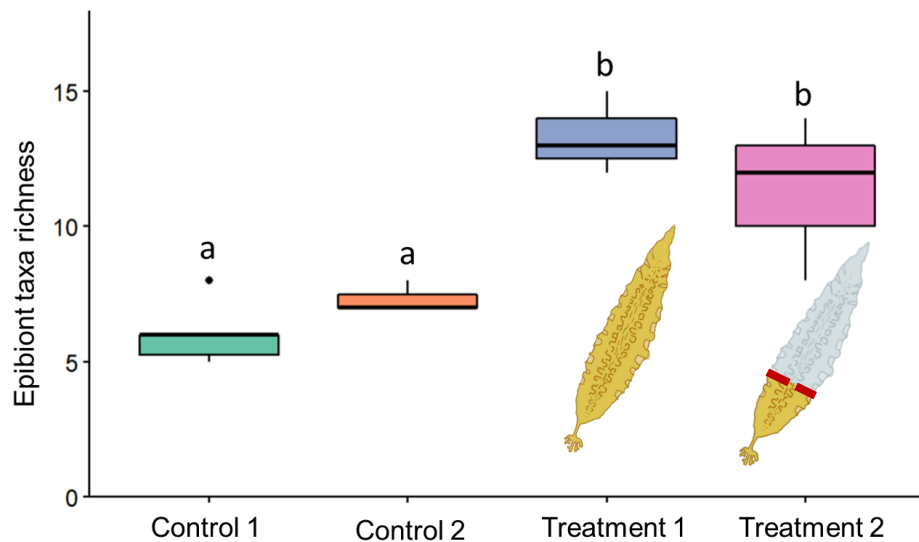 Epibiont taxa richness
15
10
5
0
a
a
b
b
Control 1
Control 2
Treatment 1
Treatment 2